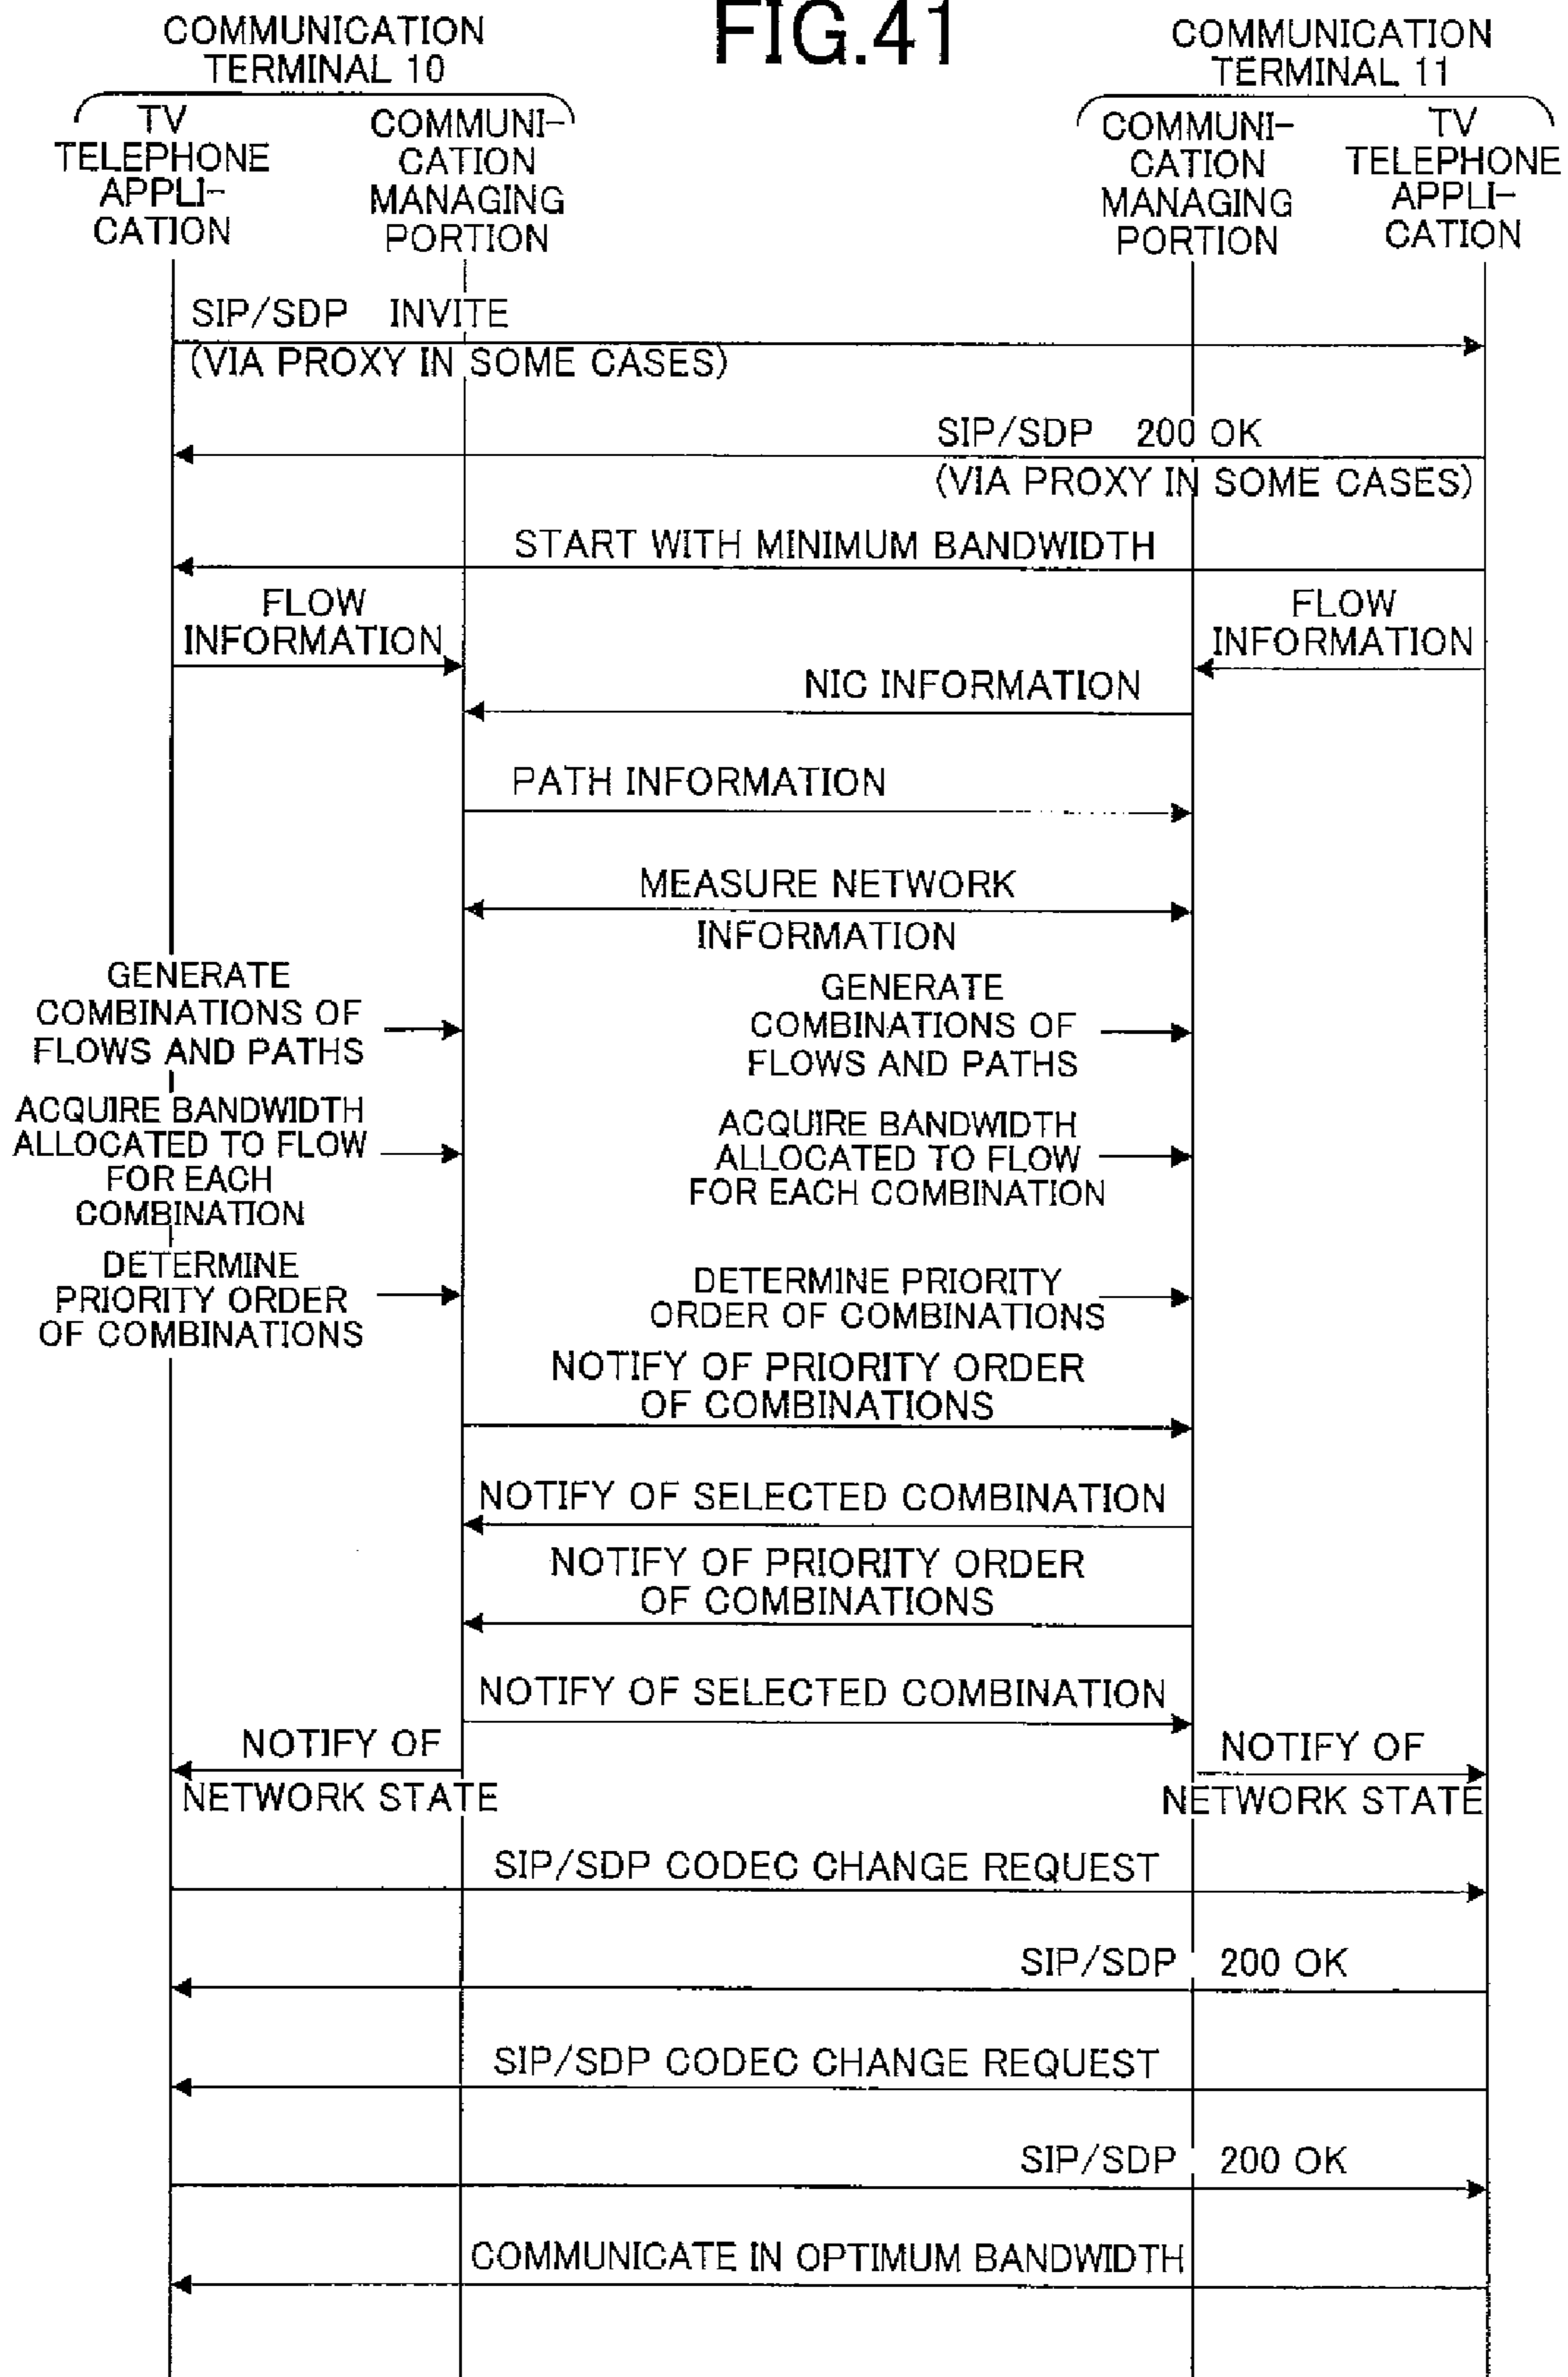 FIG.41
COMMUNICATION
TERMINAL 10
COMMUNICATION
TERMINAL 11
TV
TELEPHONE
APPLI-
CATION
COMMUNI-
CATION
MANAGING
PORTION
COMMUNI-
CATION
MANAGING
PORTION
TV
TELEPHONE
APPLI-
CATION
SIP/SDP INVITE
(VIA PROXY IN SOME CASES)
SIP/SDP 200 OK
(VIA PROXY IN SOME CASES)
START WITH MINIMUM BANDWIDTH
FLOW
INFORMATION
FLOW
INFORMATION
NIC INFORMATION
PATH INFORMATION
MEASURE NETWORK
INFORMATION
GENERATE
COMBINATIONS OF
FLOWS AND PATHS
GENERATE
COMBINATIONS OF
FLOWS AND PATHS
ACQUIRE BANDWIDTH
ALLOCATED TO FLOW
FOR EACH
COMBINATION
ACQUIRE BANDWIDTH
ALLOCATED TO FLOW
FOR EACH COMBINATION
DETERMINE
PRIORITY ORDER
OF COMBINATIONS
DETERMINE PRIORITY
ORDER OF COMBINATIONS
NOTIFY OF PRIORITY ORDER
OF COMBINATIONS
NOTIFY OF SELECTED COMBINATION
NOTIFY OF PRIORITY ORDER
OF COMBINATIONS
NOTIFY OF SELECTED COMBINATION
NOTIFY OF
NETWORK STATE
NOTIFY OF
NETWORK STATE
SIP/SDP CODEC CHANGE REQUEST
SIP/SDP 200 OK
SIP/SDP CODEC CHANGE REQUEST
SIP/SDP 200 OK
COMMUNICATE IN OPTIMUM BANDWIDTH